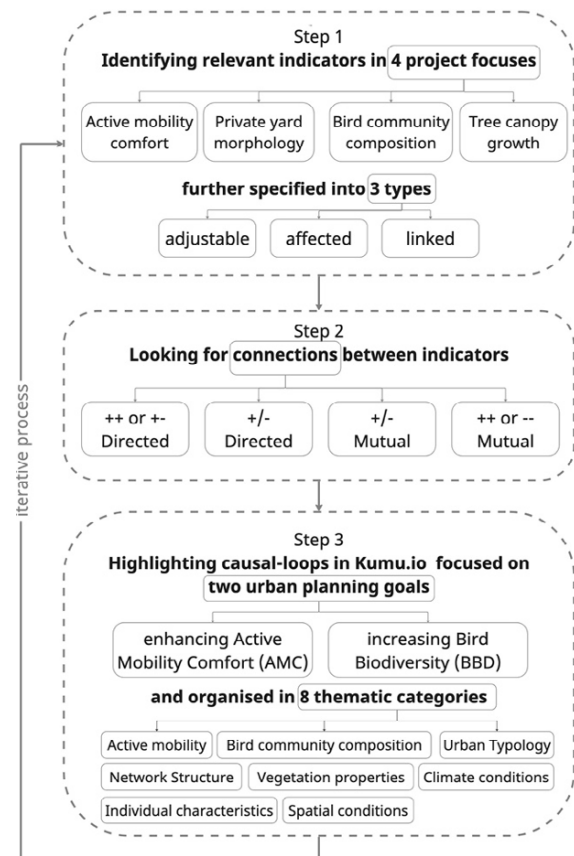 Step 1
Identifying relevant indicators in 4 project focuses
Active mobility comfort
Private yard morphology
Bird community composition
Tree canopy growth
further specified into 3 types
adjustable
affected
linked
Step 2
Looking for connections between indicators
++ or +-
Directed
+/-
Directed
+/-
Mutual
++ or --
Mutual
iterative process
Step 3
Highlighting causal-loops in Kumu.io focused on
two urban planning goals
enhancing Active
Mobility Comfort (AMC)
increasing Bird
Biodiversity (BBD)
and organised in 8 thematic categories
Active mobility
Bird community composition
Urban Typology
Network Structure
Vegetation properties
Climate conditions
Individual characteristics
Spatial conditions